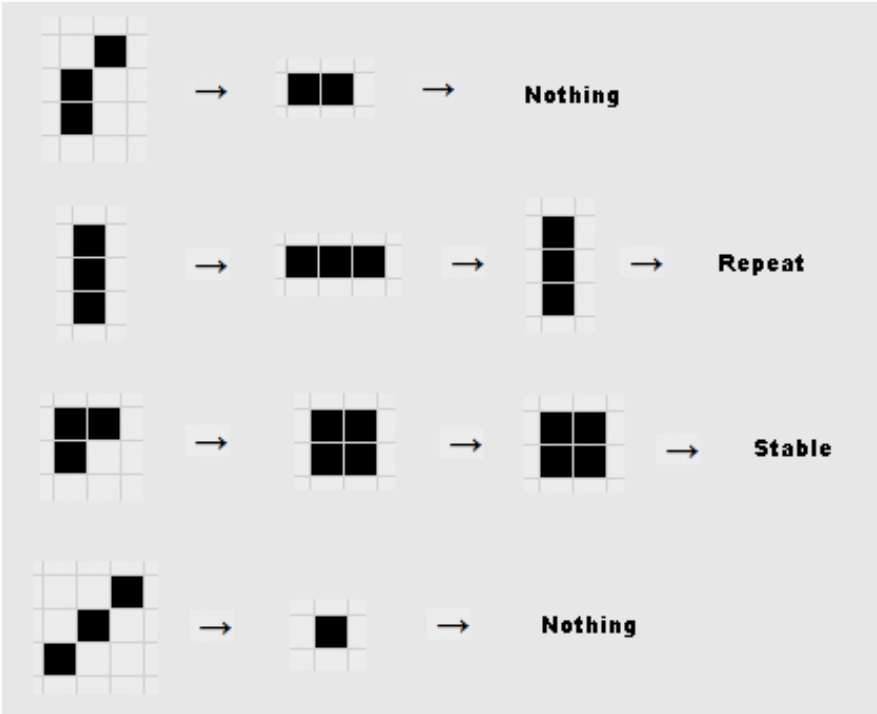 → → Nothing
→ → → Repeat
→ → → Stable
→ → Nothing